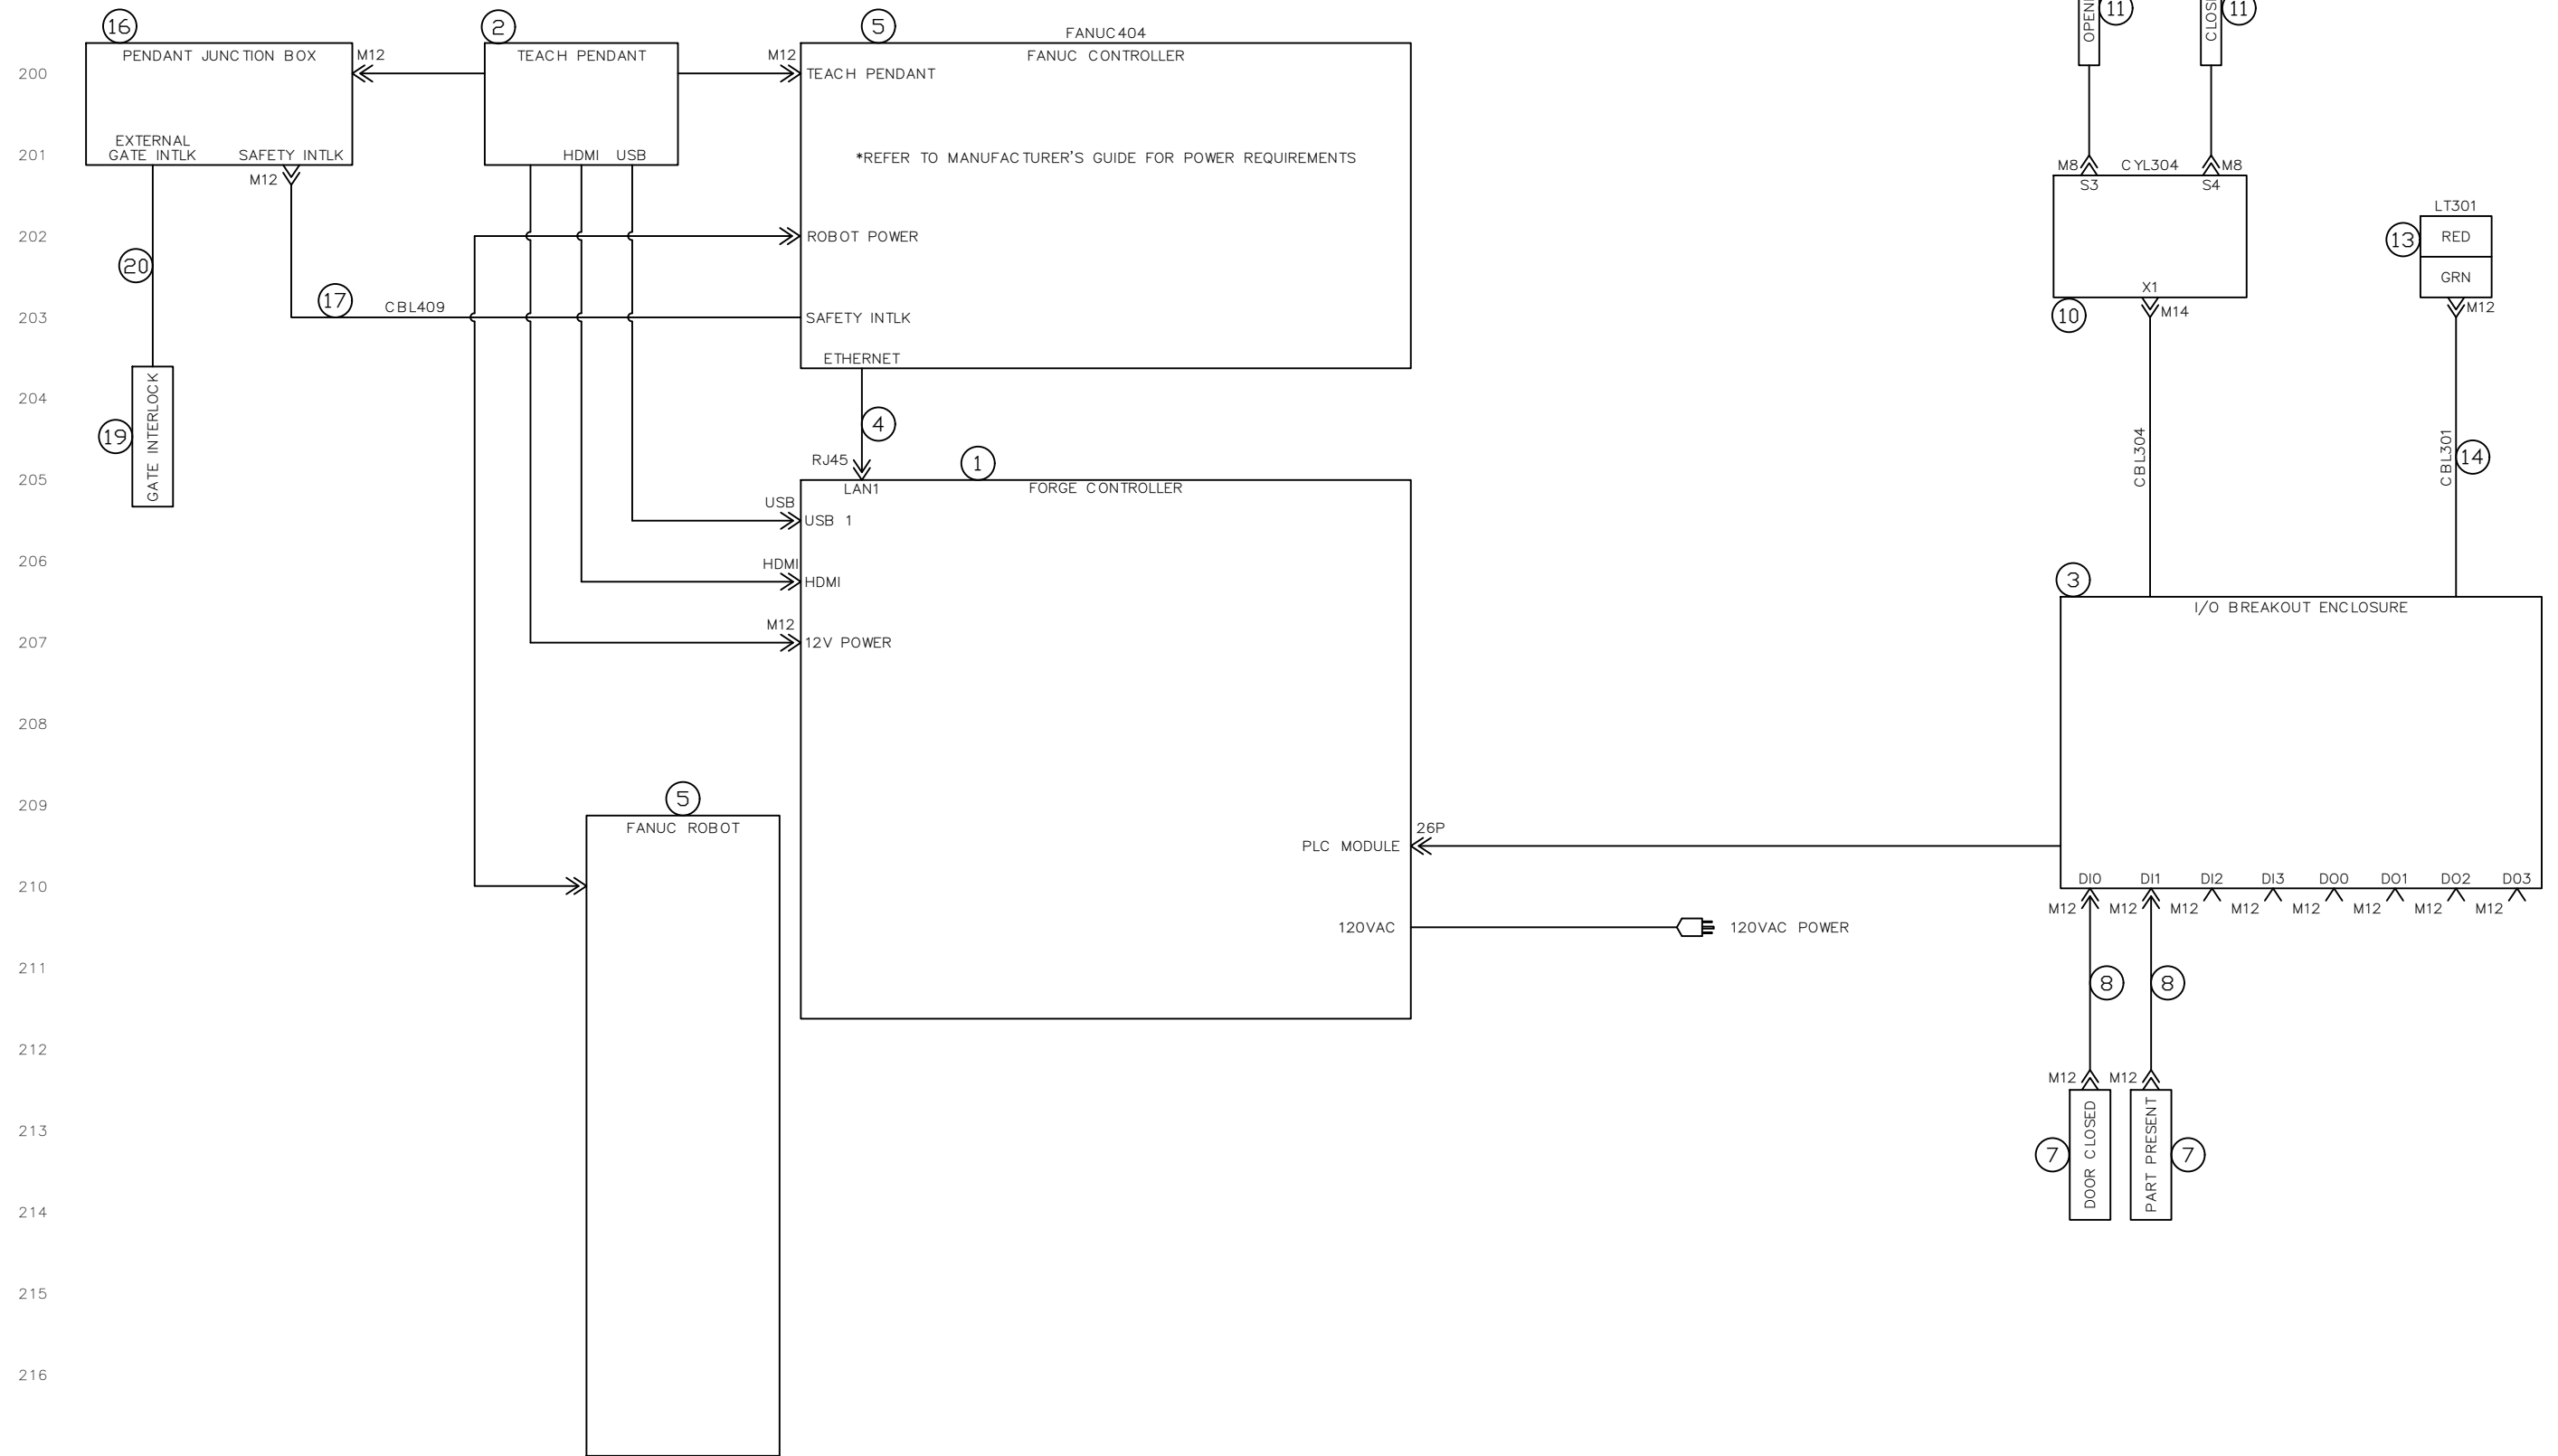 16
2
5
FANUC404
11
11
PENDANT JUNCTION BOX
M12
TEACH PENDANT
M12
FANUC CONTROLLER
200
TEACH PENDANT
EXTERNAL
GATE INTLK
SAFETY INTLK
HDMI
USB
201
*REFER TO MANUFACTURER'S GUIDE FOR POWER REQUIREMENTS
M8
CYL304
M8
M12
S3
S4
LT301
202
ROBOT POWER
13
RED
20
GRN
17
CBL409
X1
203
SAFETY INTLK
10
M14
M12
ETHERNET
204
19
GATE INTERLOCK
4
CBL304
CBL301
14
RJ45
1
205
LAN1
FORGE CONTROLLER
USB
USB 1
206
HDMI
HDMI
3
I/O BREAKOUT ENCLOSURE
M12
207
12V POWER
208
5
209
FANUC ROBOT
26P
PLC MODULE
210
DI0
DI1
DI2
DI3
DO0
DO1
DO2
DO3
M12
M12
M12
M12
M12
M12
M12
M12
120VAC
120VAC POWER
211
8
8
212
M12
M12
213
7
DOOR CLOSED
PART PRESENT
7
214
215
216